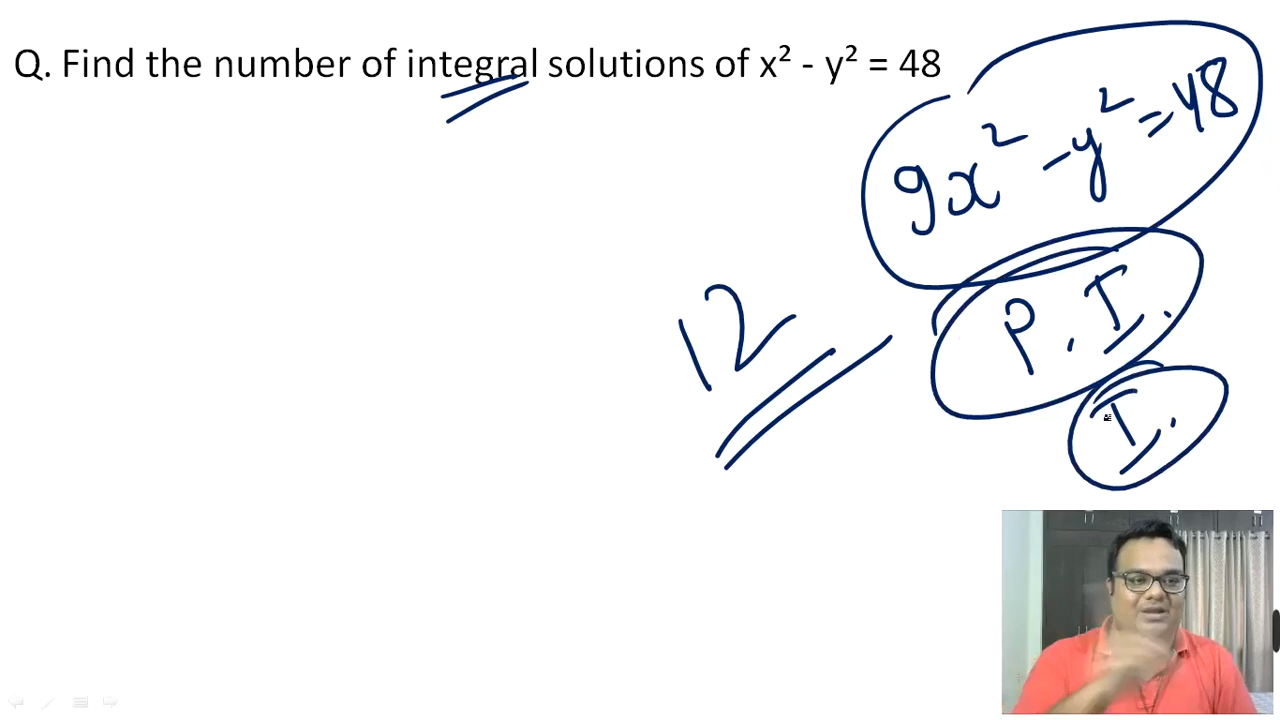 Q. Find the number of integral solutions of x² - y² = 48
9x² - y² = 48
12
P. I.
I.